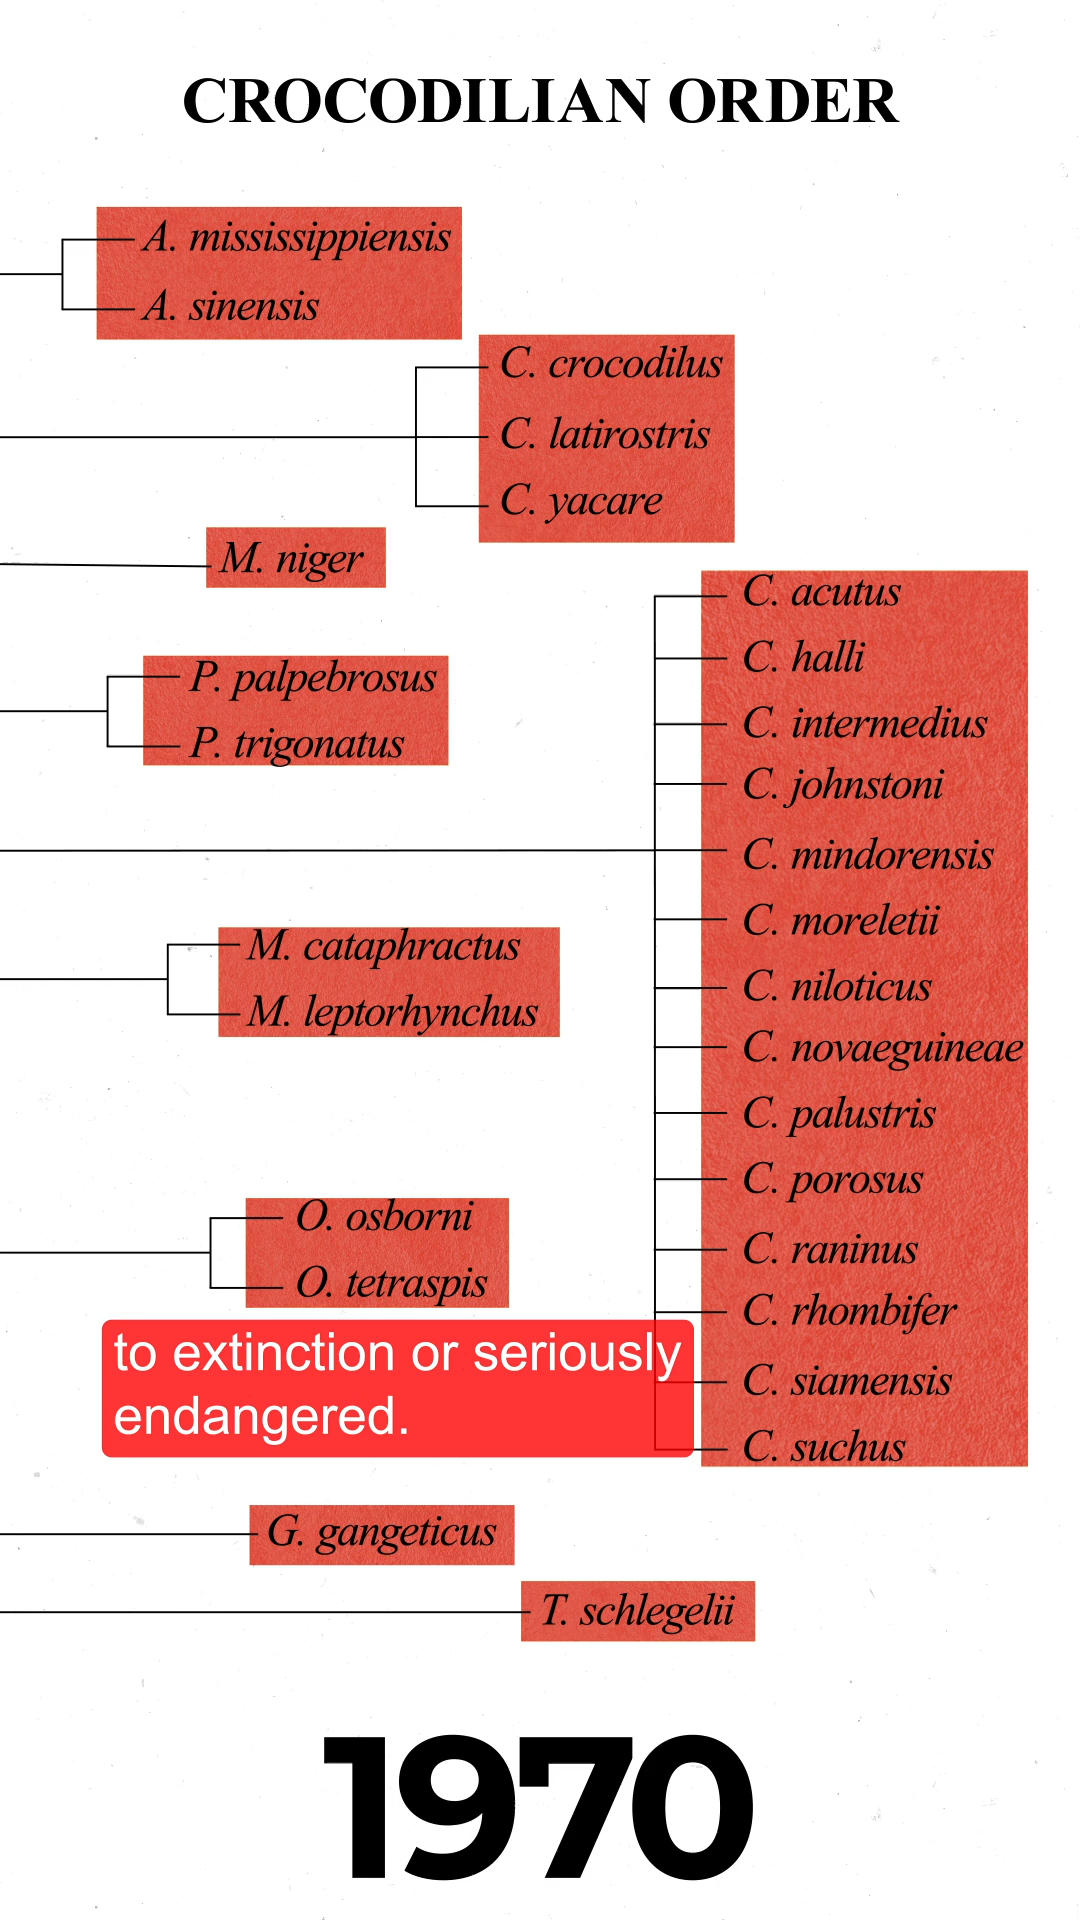 CROCODILIAN ORDER
A. mississippiensis
A. sinensis
C. crocodilus
C. latirostris
C. yacare
M. niger
P. palpebrosus
P. trigonatus
C. acutus
C. halli
C. intermedius
C. johnstoni
C. mindorensis
C. moreletii
C. niloticus
C. novaeguineae
C. palustris
C. porosus
C. raninus
C. rhombifer
C. siamensis
C. suchus
M. cataphractus
M. leptorhynchus
O. osborni
O. tetraspis
to extinction or seriously
endangered.
G. gangeticus
T. schlegelii
1970